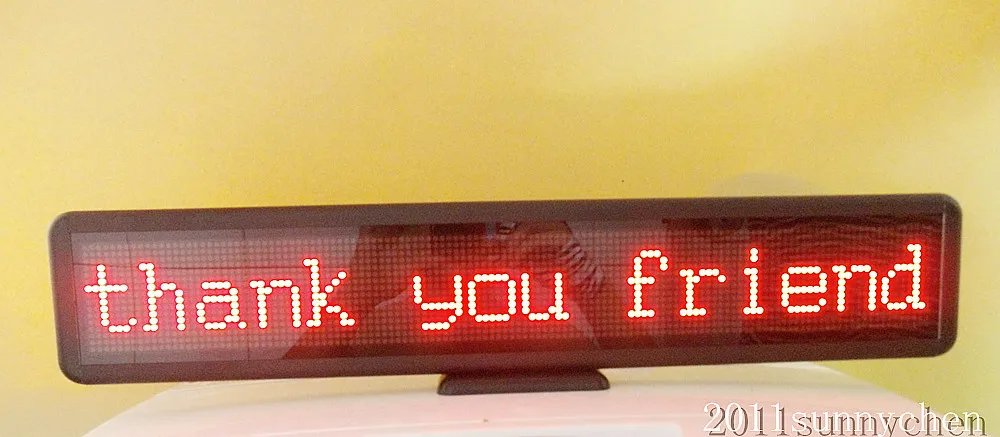 thank you friend
2011sunnychen